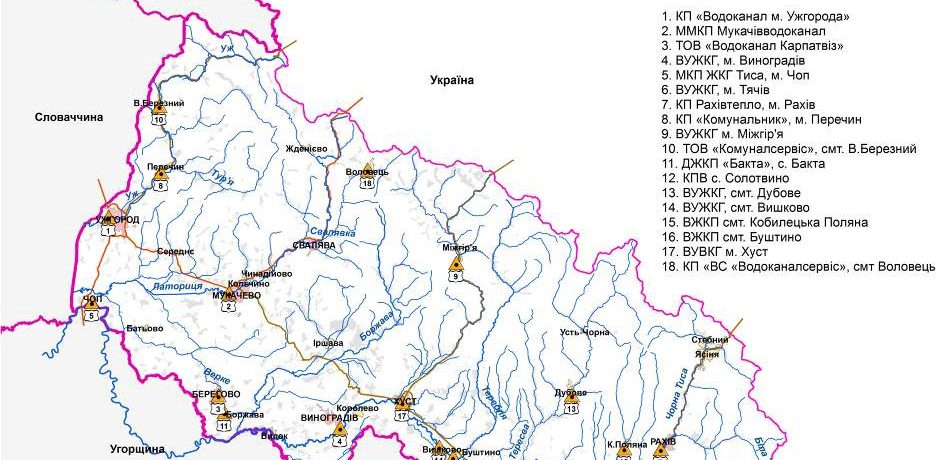 1. КП «Водоканал м. Ужгорода»
2. ММКП Мукачівводоканал
3. ТОВ «Водоканал Карпатвіз»
4. ВУЖКГ, м. Виноградів
5. МКП ЖКГ Тиса, м. Чоп
6. ВУЖКГ, м. Тячів
7. КП Рахівтепло, м. Рахів
8. КП «Комунальник», м. Перечин
9. ВУЖКГ м. Міжгір'я
10. ТОВ «Комуналсервіс», смт. В.Березний
11. ДЖКП «Бакта», с. Бакта
12. КПВ с. Солотвино
13. ВУЖКГ, смт. Дубове
14. ВУЖКГ, смт. Вишково
15. ВЖКП смт. Кобилецька Поляна
16. ВЖКП смт. Буштино
17. ВУВКГ м. Хуст
18. КП «ВС «Водоканалсервіс», смт Воловець
Уж
Україна
В.Березний
10
Словаччина
Жденієво
Перечин
8
Тур'я
Воловець
18
Уж
УЖГОРОД
1
Свалявка
СВАЛЯВА
Міжгір'я
9
Середнє
Чинадійово
Кольчино
Латориця
МУКАЧЕВО
2
ЧОП
5
Батьово
Боржава
Іршава
Усть-Чорна
Стебний
Ясіня
Верке
БЕРЕГОВО
3
Боржава
11
Королево
ВИНОГРАДІВ
4
ХУСТ
17
Теребля
Дубове
13
Чорна Тиса
Тересва
Угорщина
Вишково
Буштино
К.Поляна
РАХІВ
Біла